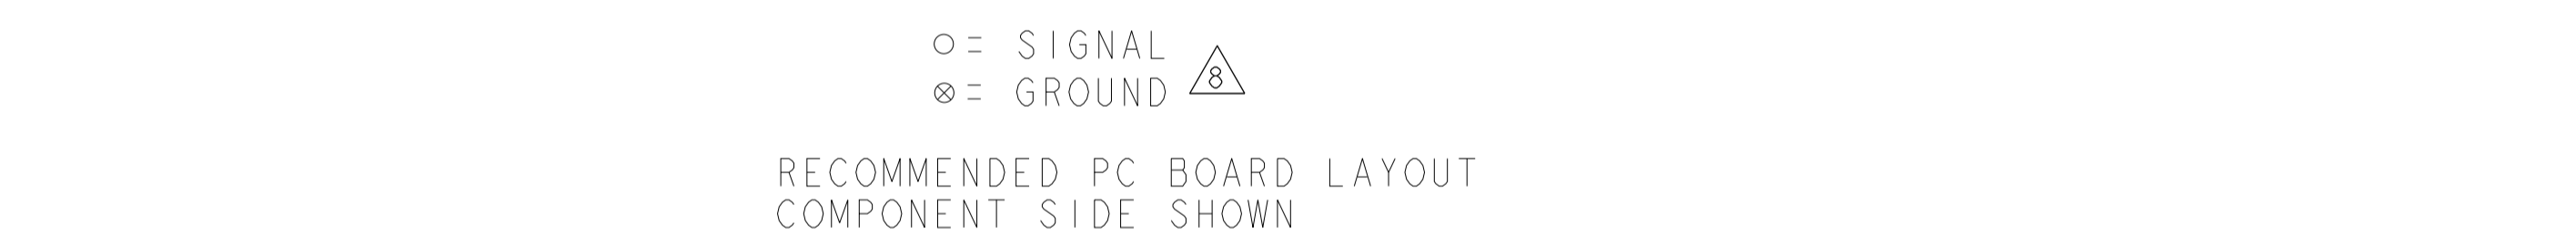 ○ = SIGNAL
⊗ = GROUND
8
RECOMMENDED PC BOARD LAYOUT
COMPONENT SIDE SHOWN